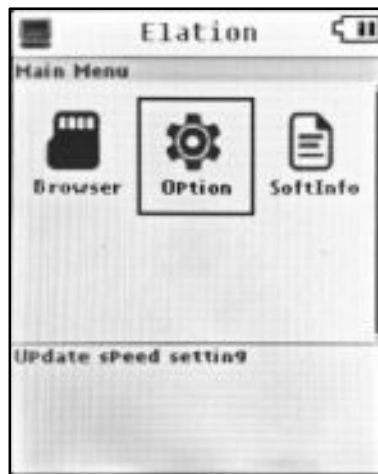 Elation
Main Menu
Browser
OPtion
SoftInfo
UPdate sPeed settin9